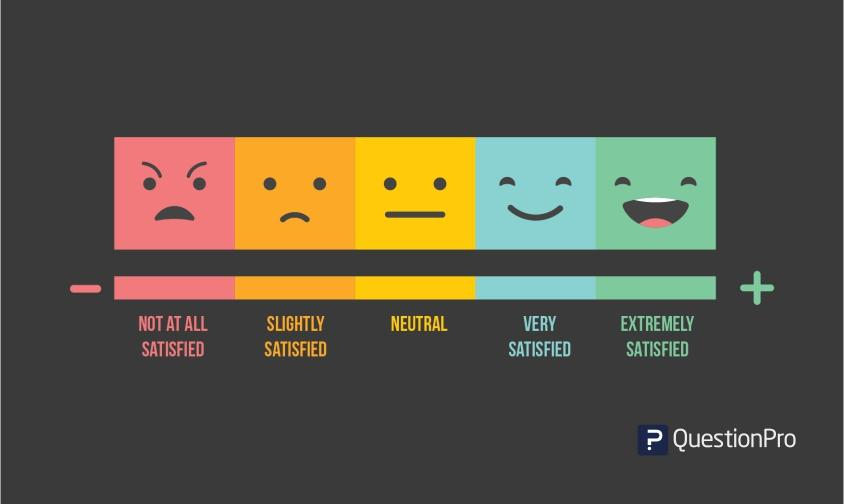 NOT AT ALL
SATISFIED
SLIGHTLY
SATISFIED
NEUTRAL
VERY
SATISFIED
EXTREMELY
SATISFIED
QuestionPro